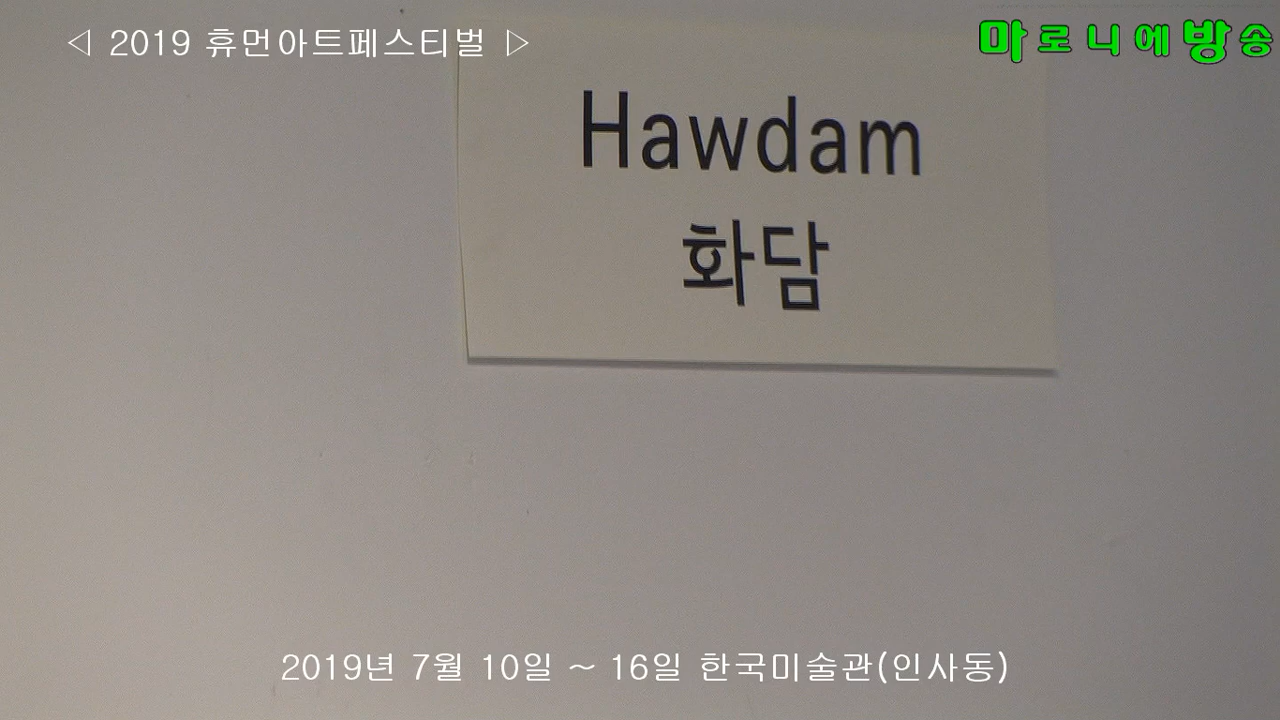 ◁ 2019 휴먼아트페스티벌 ▷
마로니에방송
Hawdam
화담
2019년 7월 10일 ~ 16일 한국미술관(인사동)